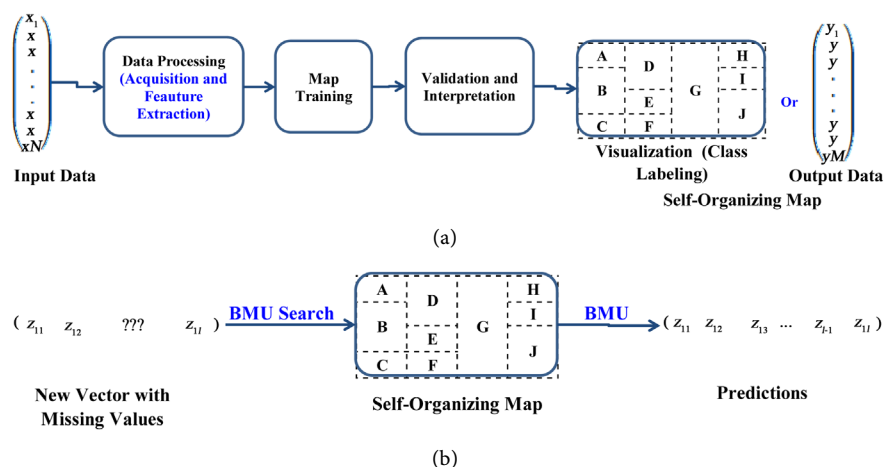 x1
x
x
.
.
.
x
x
xN
Input Data
Data Processing
(Acquisition and
Feauture
Extraction)
Map
Training
Validation and
Interpretation
A
B
C
D
E
F
G
H
I
J
Visualization (Class
Labeling)
Or
y1
y
y
.
.
.
y
y
yM
Output Data
Self-Organizing Map
(a)
( z11 z12 ??? z1l )
BMU Search
A
B
C
D
E
F
G
H
I
J
BMU
( z11 z12 z13 ... zl-1 z1l )
New Vector with
Missing Values
Self-Organizing Map
Predictions
(b)